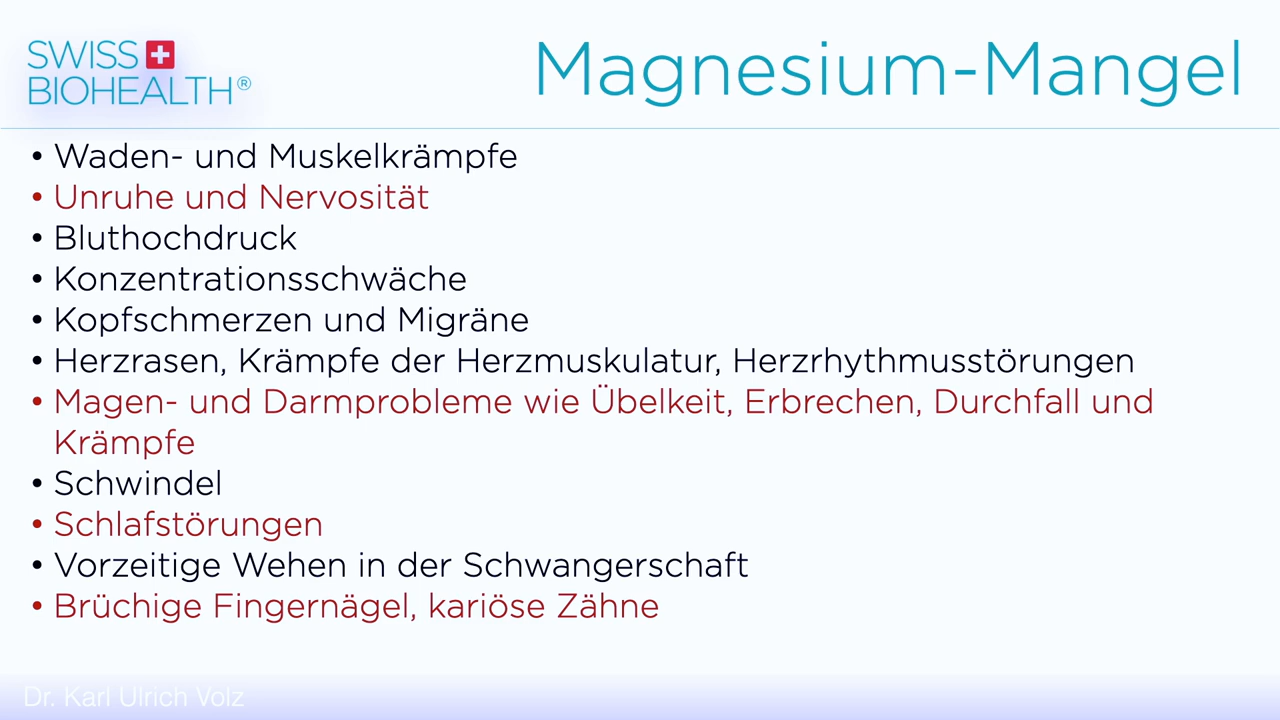 SWISS
BIOHEALTH®
Magnesium-Mangel
• Waden- und Muskelkrämpfe
• Unruhe und Nervosität
• Bluthochdruck
• Konzentrationsschwäche
• Kopfschmerzen und Migräne
• Herzrasen, Krämpfe der Herzmuskulatur, Herzrhythmusstörungen
• Magen- und Darmprobleme wie Übelkeit, Erbrechen, Durchfall und
Krämpfe
• Schwindel
• Schlafstörungen
• Vorzeitige Wehen in der Schwangerschaft
• Brüchige Fingernägel, kariöse Zähne
Dr. Karl Ulrich Volz